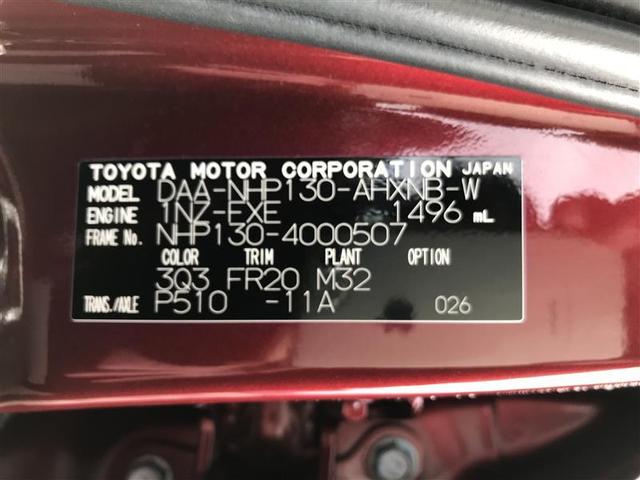 TOYOTA MOTOR CORPORATION JAPAN
MODEL DAA-NHP130-AHXNB-W
ENGINE 1NZ-EXE 1496 mL
FRAME No. NHP130-4000507
COLOR TRIM PLANT OPTION
3Q3 FR20 M32
TRANS./AXLE P510 -11A 026